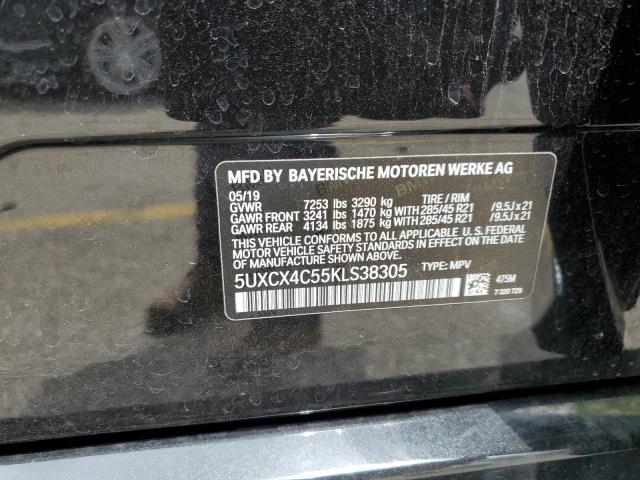 MFD BY BAYERISCHE MOTOREN WERKE AG
05/19 TIRE / RIM
GVWR 7253 lbs 3290 kg
GAWR FRONT 3241 lbs 1470 kg WITH 285/45 R21 /9.5J x 21
GAWR REAR 4134 lbs 1875 kg WITH 285/45 R21 /9.5J x 21
THIS VEHICLE CONFORMS TO ALL APPLICABLE U.S. FEDERAL
MOTOR VEHICLE SAFETY STANDARDS IN EFFECT ON THE DATE
OF MANUFACTURE SHOWN ABOVE.
5UXCX4C55KLS38305 TYPE: MPV 475M
7 320 729